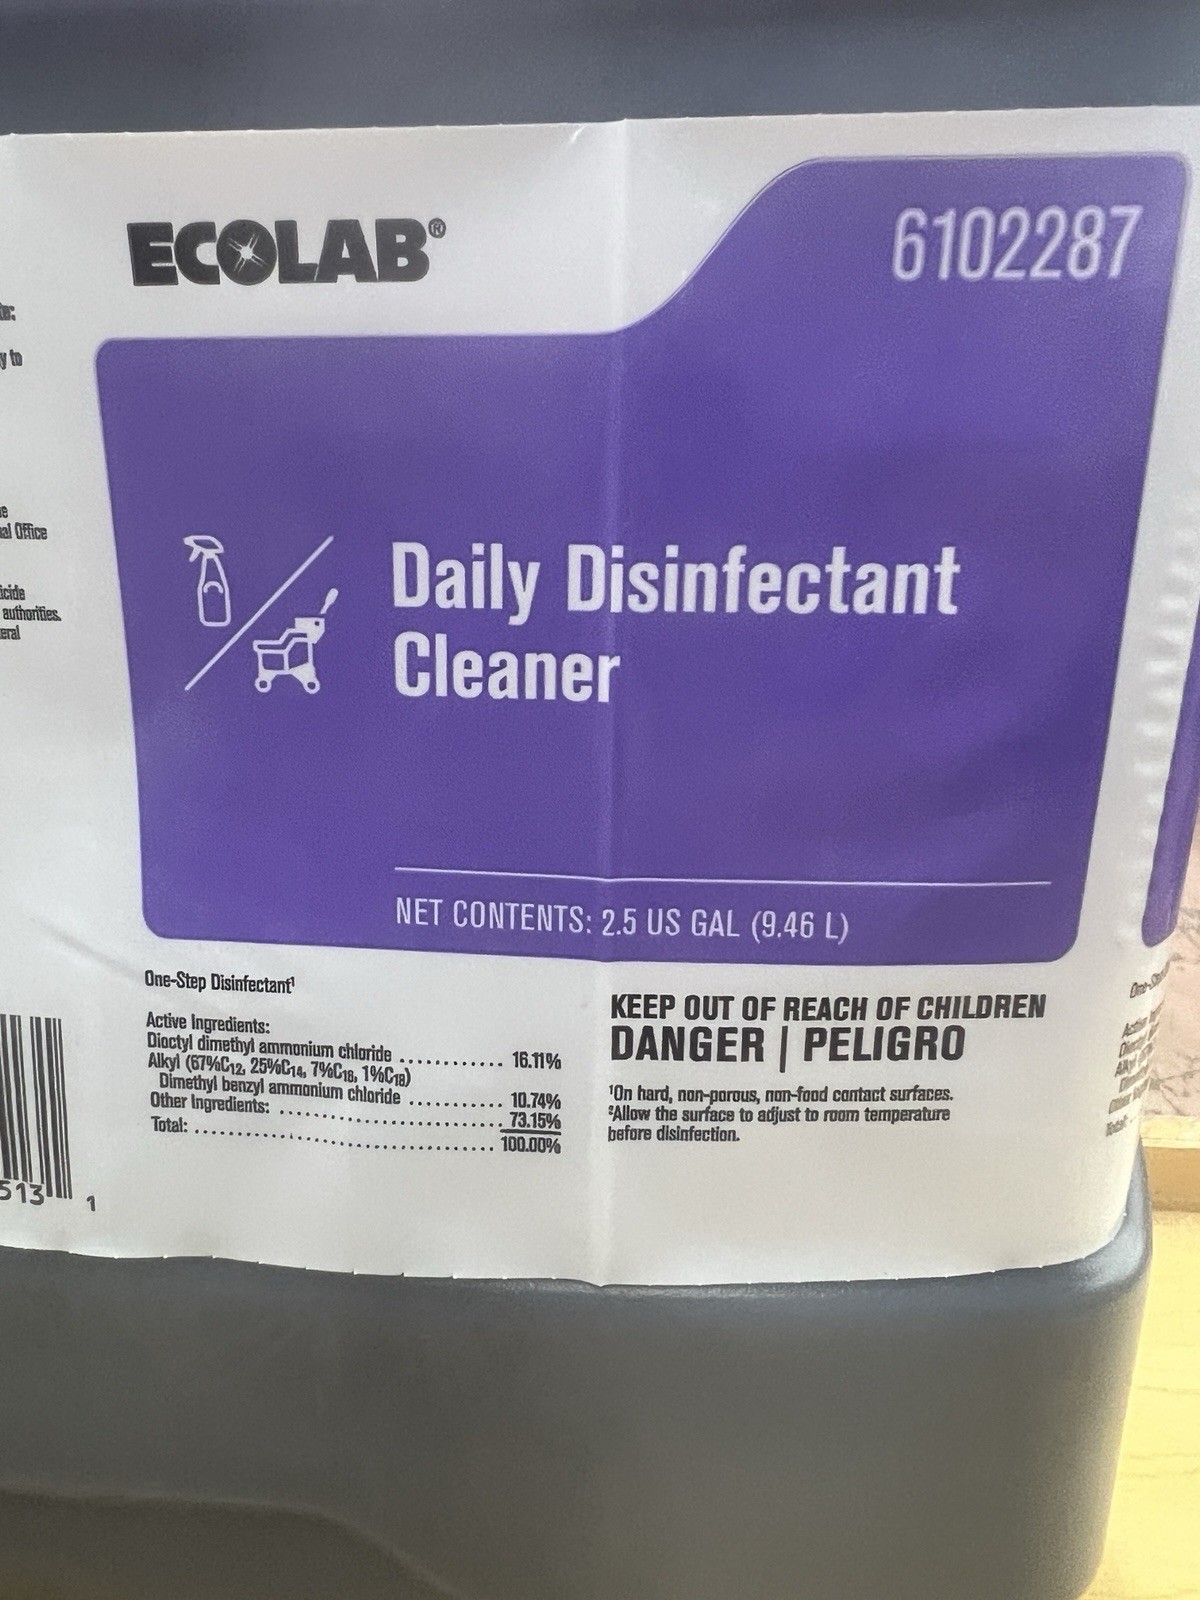 ECOLAB®
6102287
y to
al Office
authorities.
Daily Disinfectant
Cleaner
NET CONTENTS: 2.5 US GAL (9.46 L)
One-Step Disinfectant¹
Active Ingredients:
Dioctyl dimethyl ammonium chloride ........... 16.11%
Alkyl (67%C12, 25%C14, 7%C16, 1%C18)
Dimethyl benzyl ammonium chloride ........... 10.74%
Other Ingredients: ........................ 73.15%
Total: .................................. 100.00%
KEEP OUT OF REACH OF CHILDREN
DANGER | PELIGRO
¹On hard, non-porous, non-food contact surfaces.
²Allow the surface to adjust to room temperature
before disinfection.
513 1